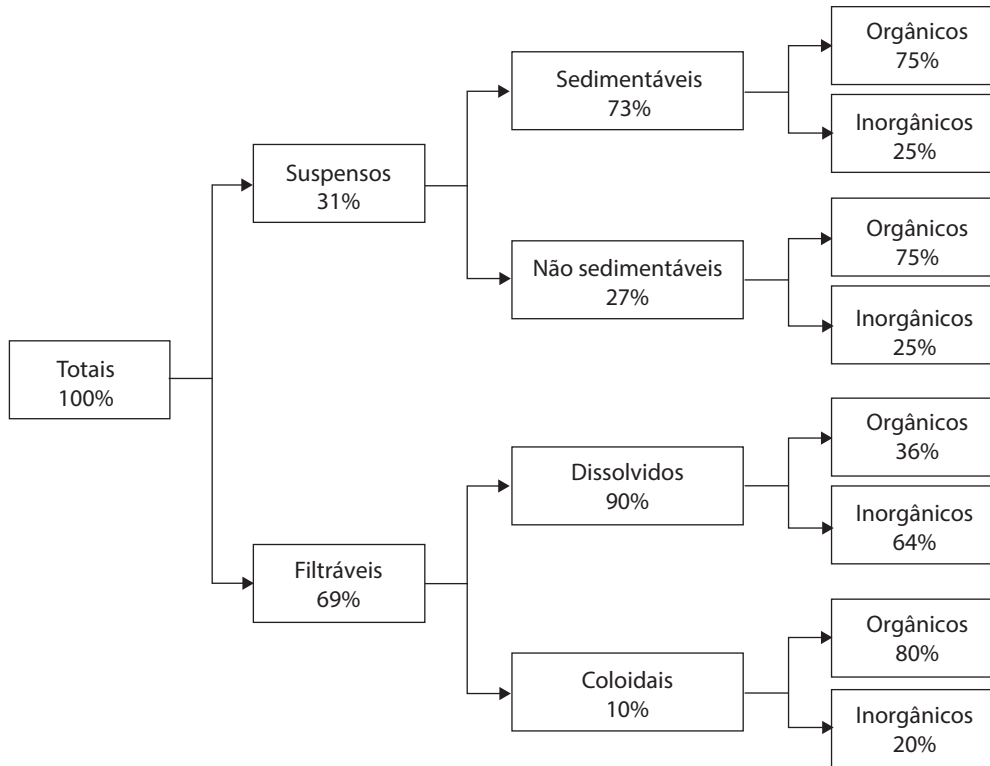 Totais
100%
Suspensos
31%
Filtráveis
69%
Sedimentáveis
73%
Não sedimentáveis
27%
Dissolvidos
90%
Coloidais
10%
Orgânicos
75%
Inorgânicos
25%
Orgânicos
75%
Inorgânicos
25%
Orgânicos
36%
Inorgânicos
64%
Orgânicos
80%
Inorgânicos
20%